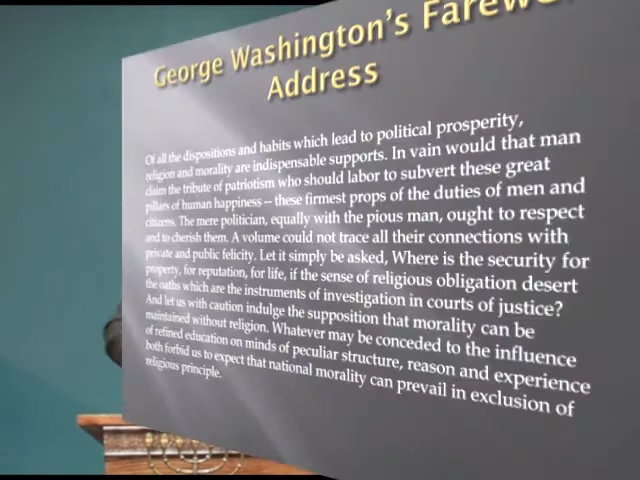 George Washington's Farewe
Address
Of all the dispositions and habits which lead to political prosperity,
religion and morality are indispensable supports. In vain would that man
claim the tribute of patriotism who should labor to subvert these great
pillars of human happiness -- these firmest props of the duties of men and
citizens. The mere politician, equally with the pious man, ought to respect
and to cherish them. A volume could not trace all their connections with
private and public felicity. Let it simply be asked, Where is the security for
property, for reputation, for life, if the sense of religious obligation desert
the oaths which are the instruments of investigation in courts of justice?
And let us with caution indulge the supposition that morality can be
maintained without religion. Whatever may be conceded to the influence
of refined education on minds of peculiar structure, reason and experience
both forbid us to expect that national morality can prevail in exclusion of
religious principle.